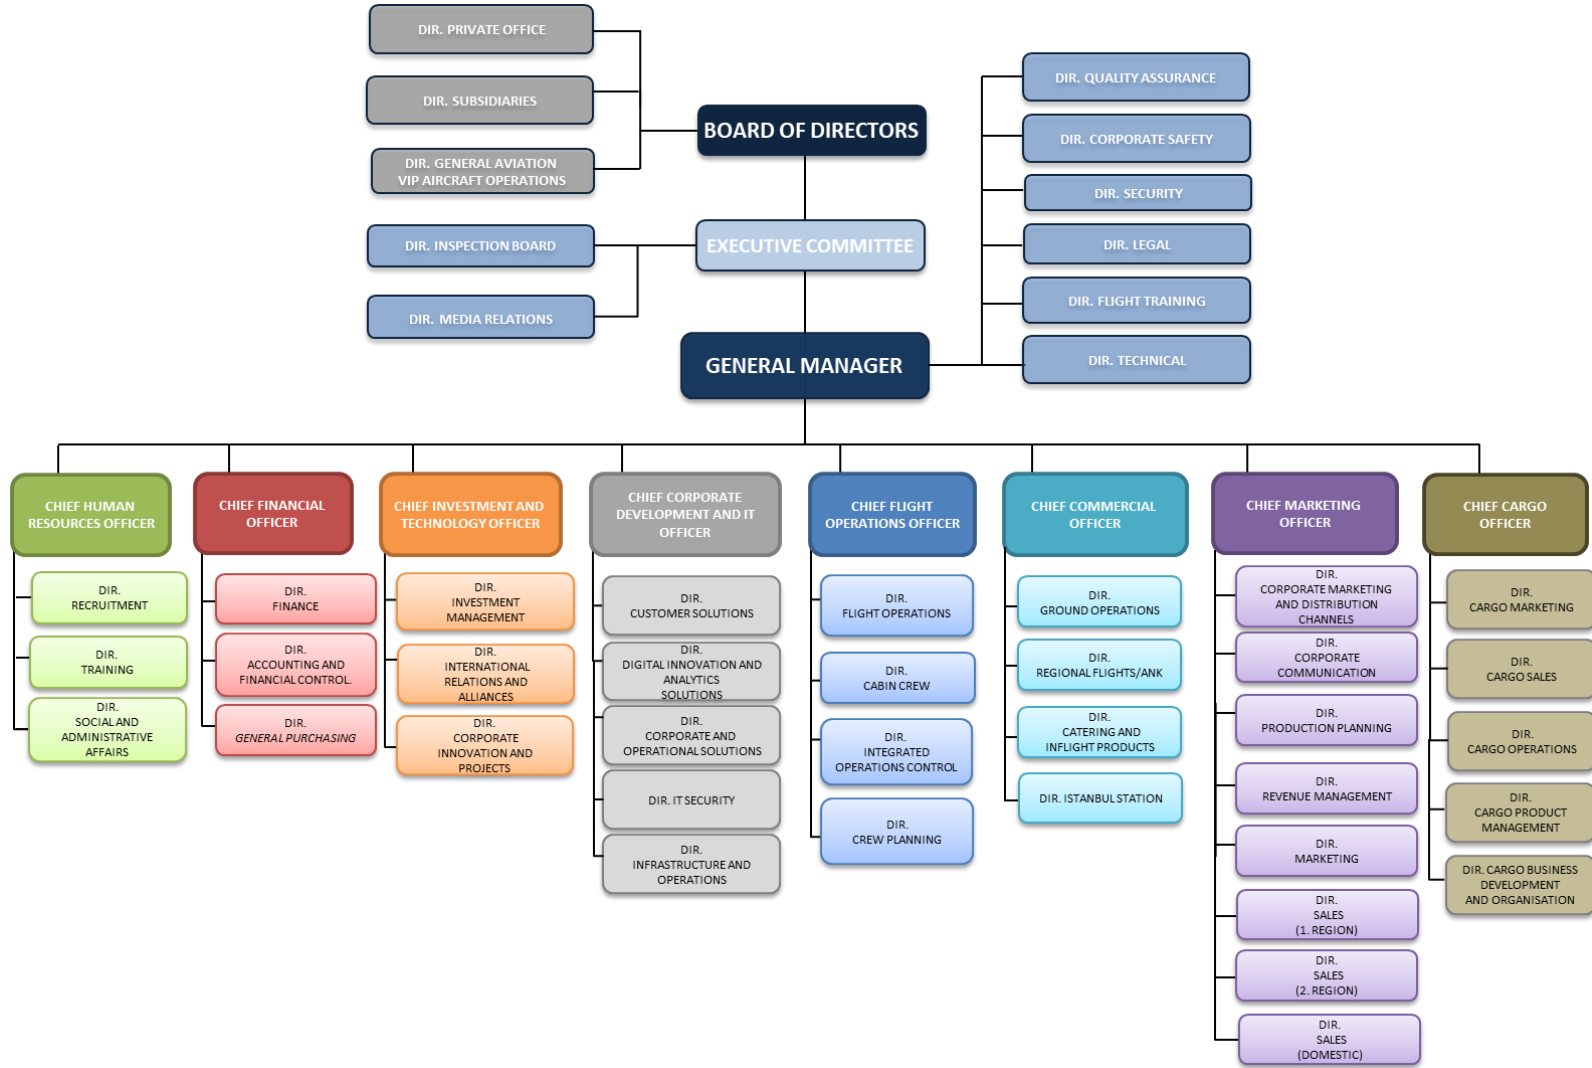 DIR. PRIVATE OFFICE
DIR. SUBSIDIARIES
DIR. GENERAL AVIATION
VIP AIRCRAFT OPERATIONS
BOARD OF DIRECTORS
DIR. INSPECTION BOARD
DIR. MEDIA RELATIONS
EXECUTIVE COMMITTEE
GENERAL MANAGER
DIR. QUALITY ASSURANCE
DIR. CORPORATE SAFETY
DIR. SECURITY
DIR. LEGAL
DIR. FLIGHT TRAINING
DIR. TECHNICAL
CHIEF HUMAN
RESOURCES OFFICER
DIR.
RECRUITMENT
DIR.
TRAINING
DIR.
SOCIAL AND
ADMINISTRATIVE
AFFAIRS
CHIEF FINANCIAL
OFFICER
DIR.
FINANCE
DIR.
ACCOUNTING AND
FINANCIAL CONTROL.
DIR.
GENERAL PURCHASING
CHIEF INVESTMENT AND
TECHNOLOGY OFFICER
DIR.
INVESTMENT
MANAGEMENT
DIR.
INTERNATIONAL
RELATIONS AND
ALLIANCES
DIR.
CORPORATE
INNOVATION AND
PROJECTS
CHIEF CORPORATE
DEVELOPMENT AND IT
OFFICER
DIR.
CUSTOMER SOLUTIONS
DIR.
DIGITAL INNOVATION AND
ANALYTICS
SOLUTIONS
DIR.
CORPORATE AND
OPERATIONAL SOLUTIONS
DIR. IT SECURITY
DIR.
INFRASTRUCTURE AND
OPERATIONS
CHIEF FLIGHT
OPERATIONS OFFICER
DIR.
FLIGHT OPERATIONS
DIR.
CABIN CREW
DIR.
INTEGRATED
OPERATIONS CONTROL
DIR.
CREW PLANNING
CHIEF COMMERCIAL
OFFICER
DIR.
GROUND OPERATIONS
DIR.
REGIONAL FLIGHTS/ANK
DIR.
CATERING AND
INFLIGHT PRODUCTS
DIR. ISTANBUL STATION
CHIEF MARKETING
OFFICER
DIR.
CORPORATE MARKETING
AND DISTRIBUTION
CHANNELS
DIR.
CORPORATE
COMMUNICATION
DIR.
PRODUCTION PLANNING
DIR.
REVENUE MANAGEMENT
DIR.
MARKETING
DIR.
SALES
(1. REGION)
DIR.
SALES
(2. REGION)
DIR.
SALES
(DOMESTIC)
CHIEF CARGO
OFFICER
DIR.
CARGO MARKETING
DIR.
CARGO SALES
DIR.
CARGO OPERATIONS
DIR.
CARGO PRODUCT
MANAGEMENT
DIR. CARGO BUSINESS
DEVELOPMENT
AND ORGANISATION